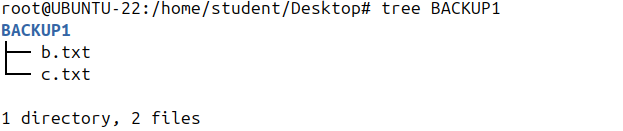 root@UBUNTU-22:/home/student/Desktop# tree BACKUP1
BACKUP1
├── b.txt
└── c.txt
1 directory, 2 files